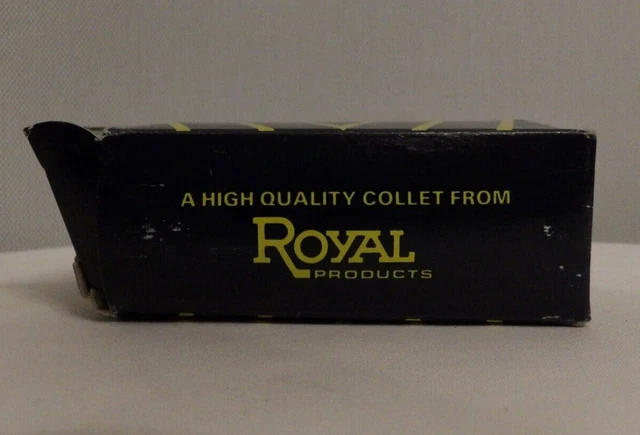 A HIGH QUALITY COLLET FROM
ROYAL
PRODUCTS